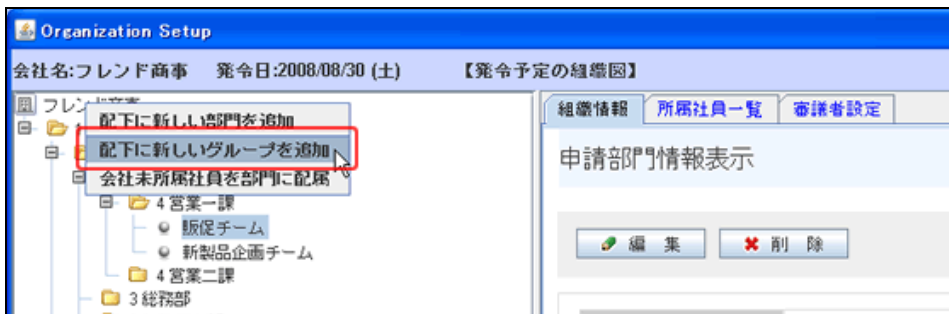 Organization Setup
会社名:フレンド商事 発令日:2008/08/30 (土) 【発令予定の組織図】
フレンド商事
配下に新しい部門を追加
配下に新しいグループを追加
会社未所属社員を部門に配属
4 営業一課
販促チーム
新製品企画チーム
4 営業二課
3 総務部
組織情報 所属社員一覧 審議者設定
申請部門情報表示
編 集 削 除